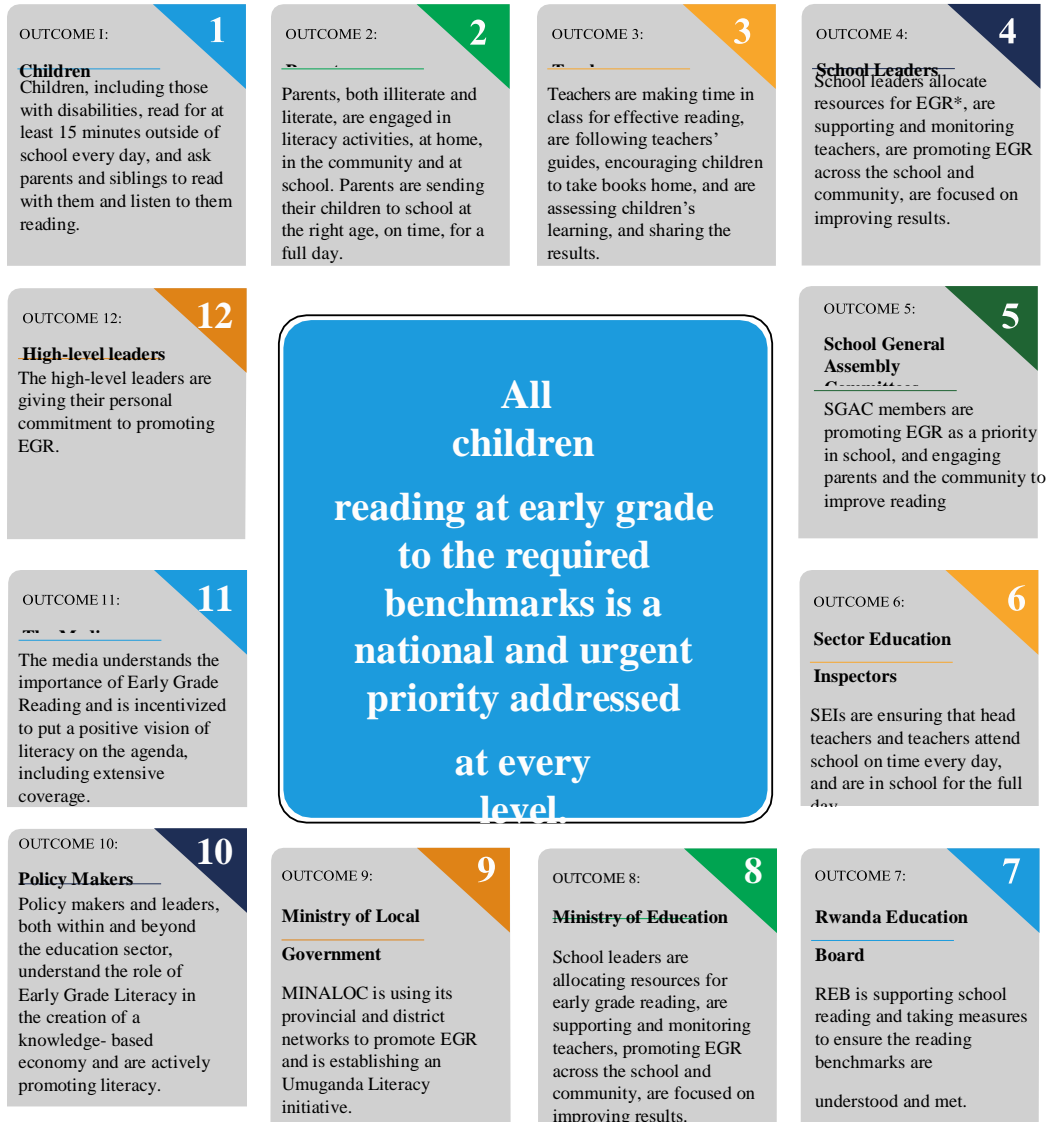 OUTCOME 1:
1
Children
Children, including those
with disabilities, read for at
least 15 minutes outside of
school every day, and ask
parents and siblings to read
with them and listen to them
reading.
OUTCOME 2:
2
Parents, both illiterate and
literate, are engaged in
literacy activities, at home,
in the community and at
school. Parents are sending
their children to school at
the right age, on time, for a
full day.
OUTCOME 3:
3
Teachers are making time in
class for effective reading,
are following teachers’
guides, encouraging children
to take books home, and are
assessing children’s
learning, and sharing the
results.
OUTCOME 4:
4
School Leaders
School leaders allocate
resources for EGR*, are
supporting and monitoring
teachers, are promoting EGR
across the school and
community, are focused on
improving results.
OUTCOME 12:
12
High-level leaders
The high-level leaders are
giving their personal
commitment to promoting
EGR.
All
children
reading at early grade
to the required
benchmarks is a
national and urgent
priority addressed
at every
level.
OUTCOME 5:
5
School General
Assembly
SGAC members are
promoting EGR as a priority
in school, and engaging
parents and the community to
improve reading
OUTCOME 11:
11
The media understands the
importance of Early Grade
Reading and is incentivized
to put a positive vision of
literacy on the agenda,
including extensive
coverage.
OUTCOME 6:
6
Sector Education
Inspectors
SEIs are ensuring that head
teachers and teachers attend
school on time every day,
and are in school for the full
day.
OUTCOME 10:
10
Policy Makers
Policy makers and leaders,
both within and beyond
the education sector,
understand the role of
Early Grade Literacy in
the creation of a
knowledge- based
economy and are actively
promoting literacy.
OUTCOME 9:
9
Ministry of Local
Government
MINALOC is using its
provincial and district
networks to promote EGR
and is establishing an
Umuganda Literacy
initiative.
OUTCOME 8:
8
Ministry of Education
School leaders are
allocating resources for
early grade reading, are
supporting and monitoring
teachers, promoting EGR
across the school and
community, are focused on
improving results.
OUTCOME 7:
7
Rwanda Education
Board
REB is supporting school
reading and taking measures
to ensure the reading
benchmarks are
understood and met.